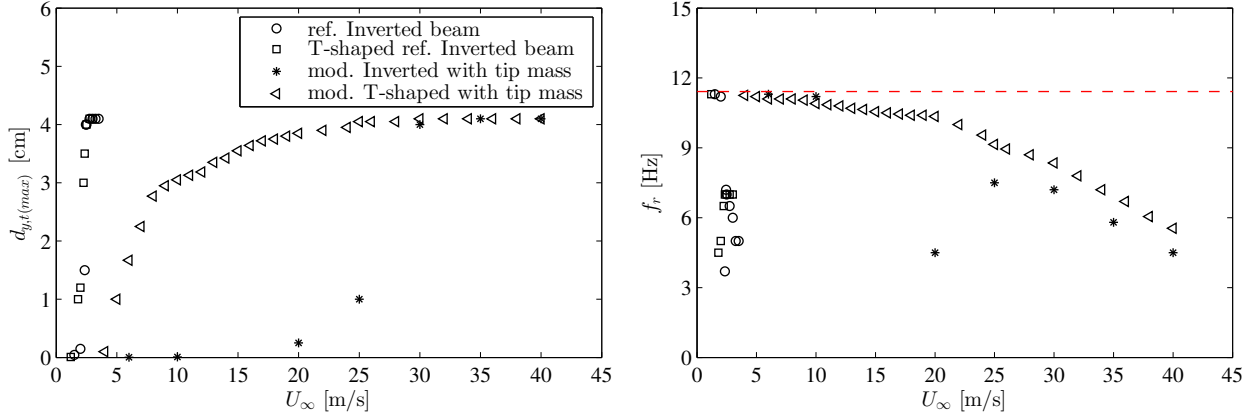 6
5
4
3
2
1
0
d_{y,t(max)} [cm]
ref. Inverted beam
T-shaped ref. Inverted beam
mod. Inverted with tip mass
mod. T-shaped with tip mass
0 5 10 15 20 25 30 35 40 45
U_∞ [m/s]
15
12
9
6
3
0
f_r [Hz]
0 5 10 15 20 25 30 35 40 45
U_∞ [m/s]